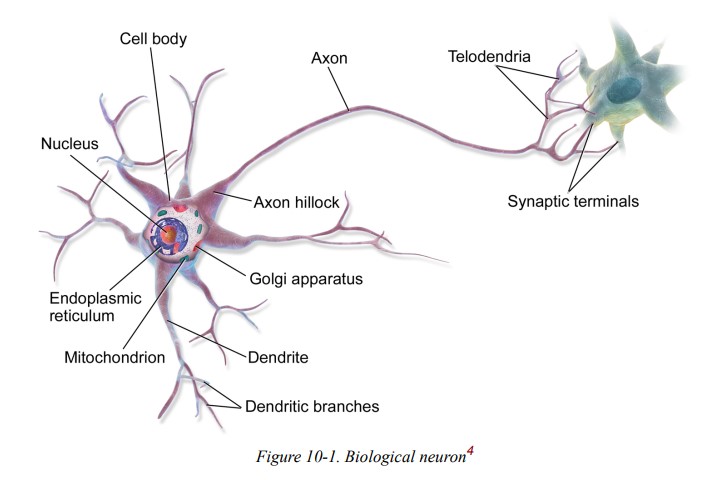 Cell body
Axon
Telodendria
Nucleus
Axon hillock
Synaptic terminals
Golgi apparatus
Endoplasmic
reticulum
Mitochondrion
Dendrite
Dendritic branches
Figure 10-1. Biological neuron4